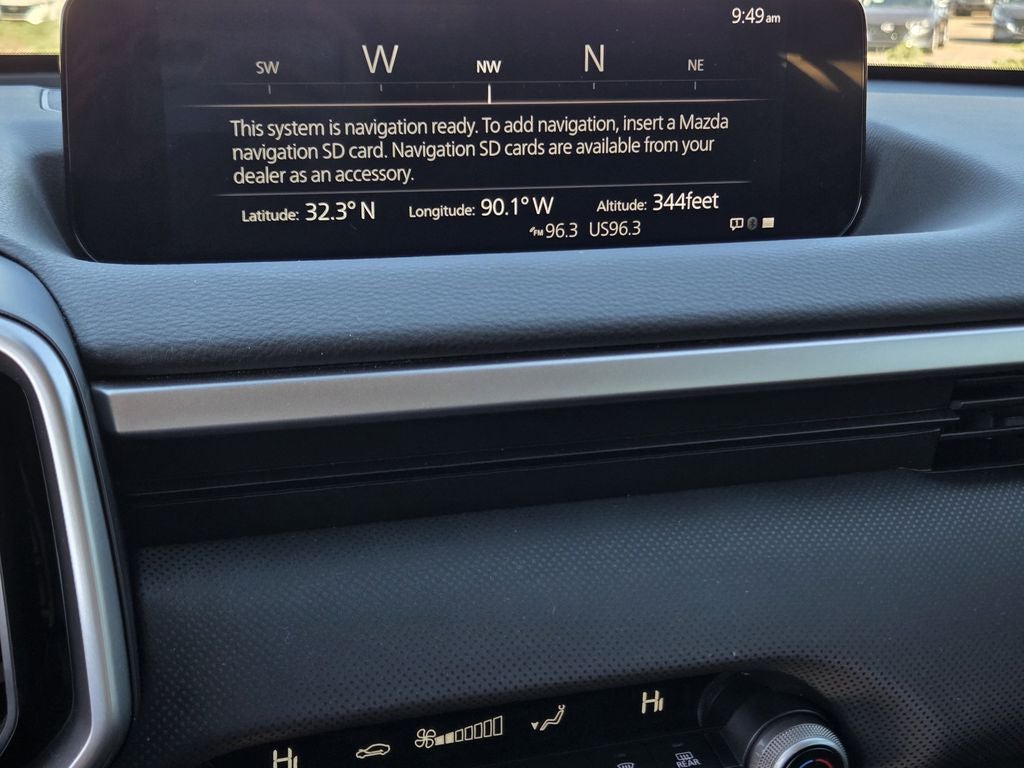 9:49am
SW W NW N NE
This system is navigation ready. To add navigation, insert a Mazda
navigation SD card. Navigation SD cards are available from your
dealer as an accessory.
Latitude: 32.3° N Longitude: 90.1° W Altitude: 344feet
FM 96.3 US96.3
HI HI
REAR